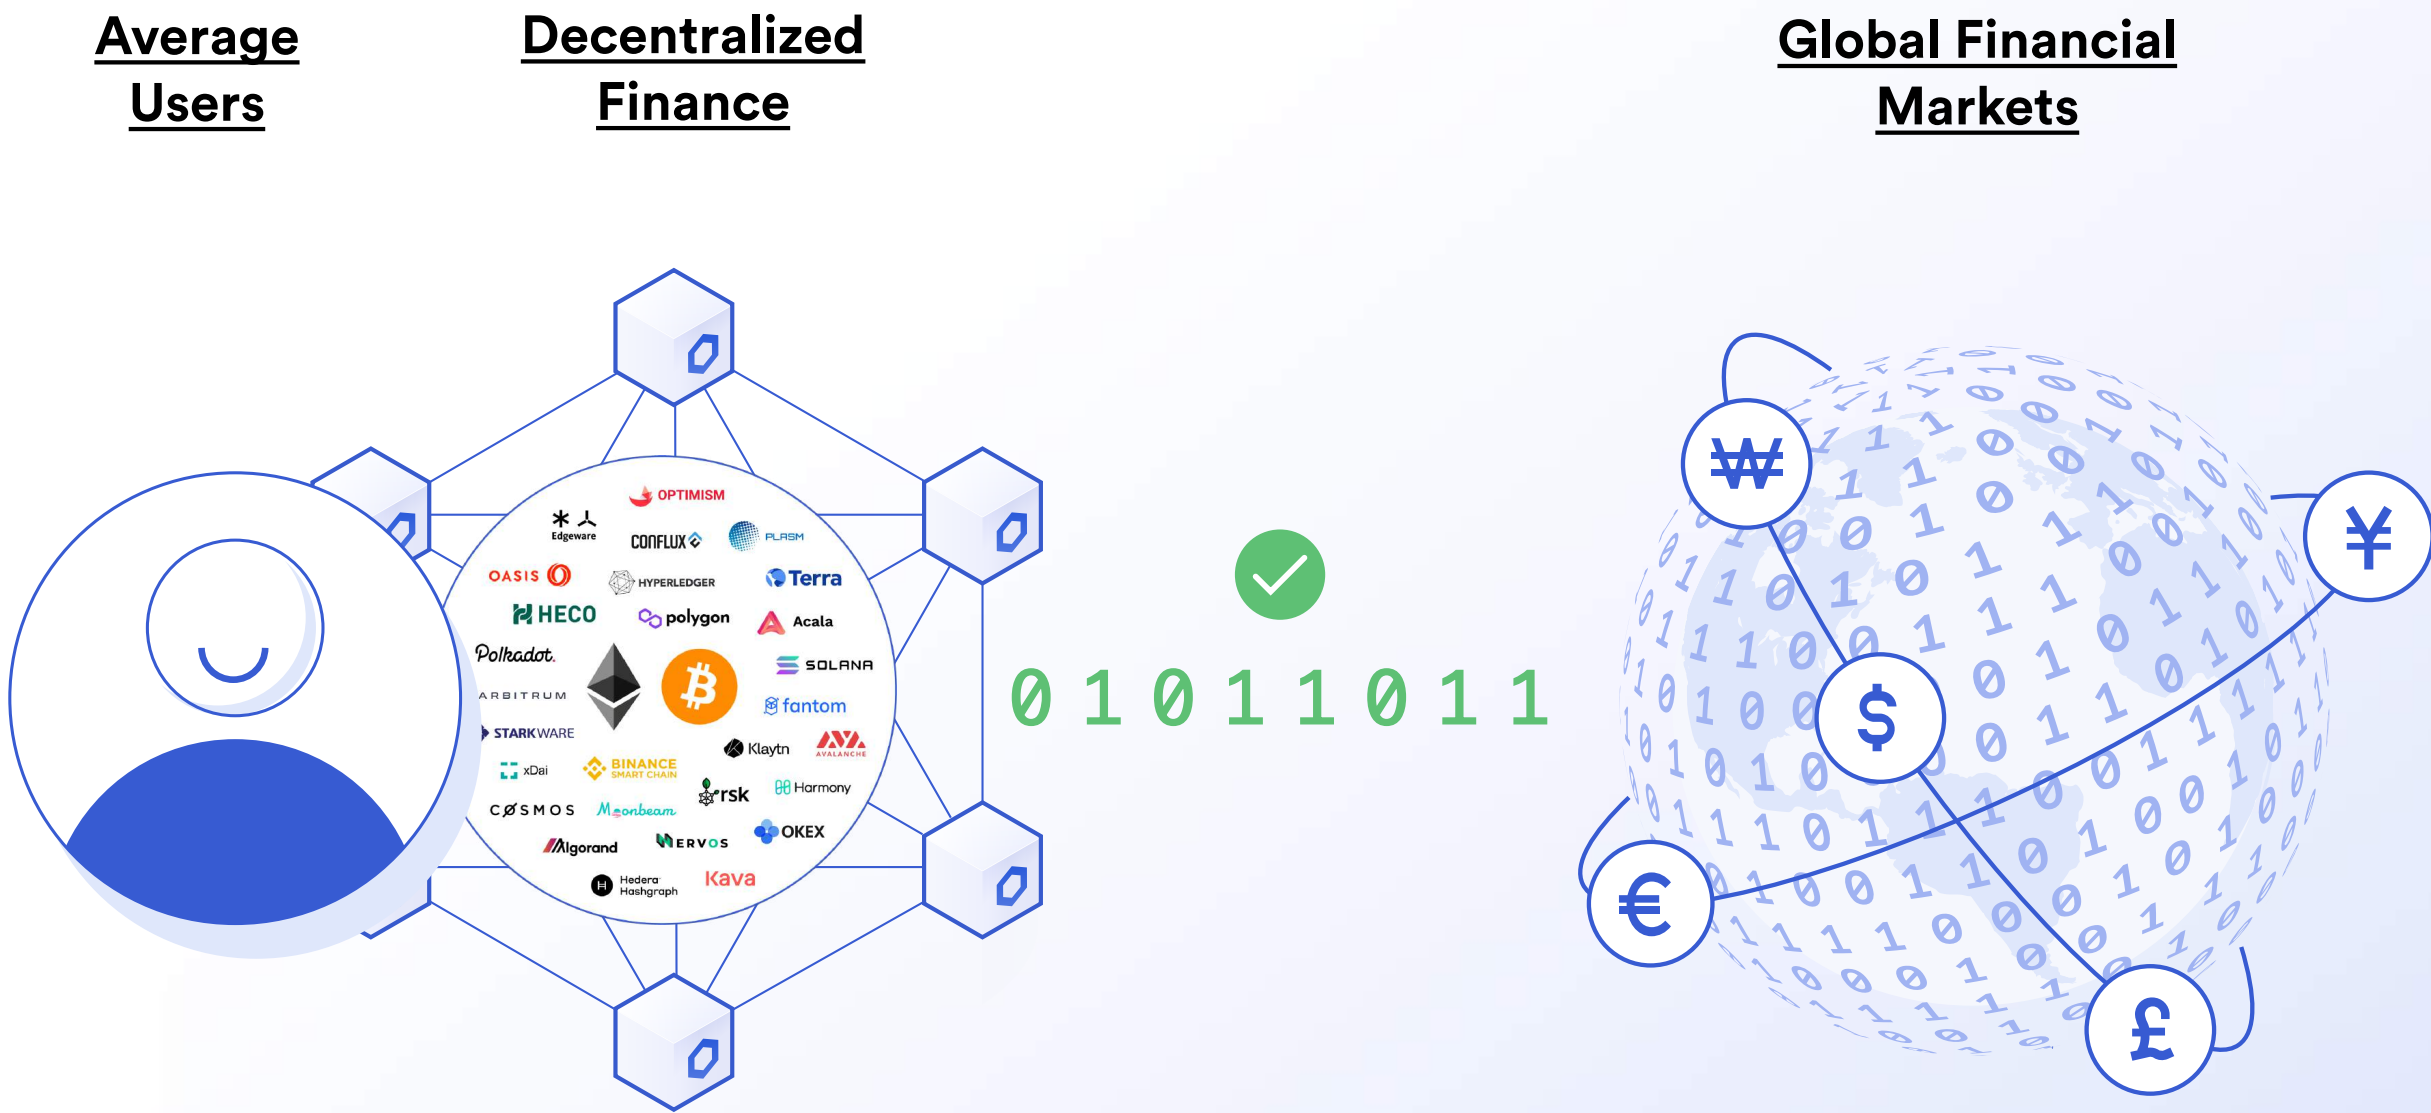 Average
Users
Decentralized
Finance
Global Financial
Markets
OPTIMISM
Edgeware
CONFLUX
PLASM
OASIS
HYPERLEDGER
Terra
HECO
polygon
Acala
Polkadot.
SOLANA
ARBITRUM
fantom
STARKWARE
Klaytn
AVALANCHE
xDai
BINANCE
SMART CHAIN
rsk
Harmony
COSMOS
Moonbeam
OKEX
Algorand
NERVOS
Hedera
Hashgraph
Kava
0 1 0 1 1 0 1 1
₩
¥
$
€
£